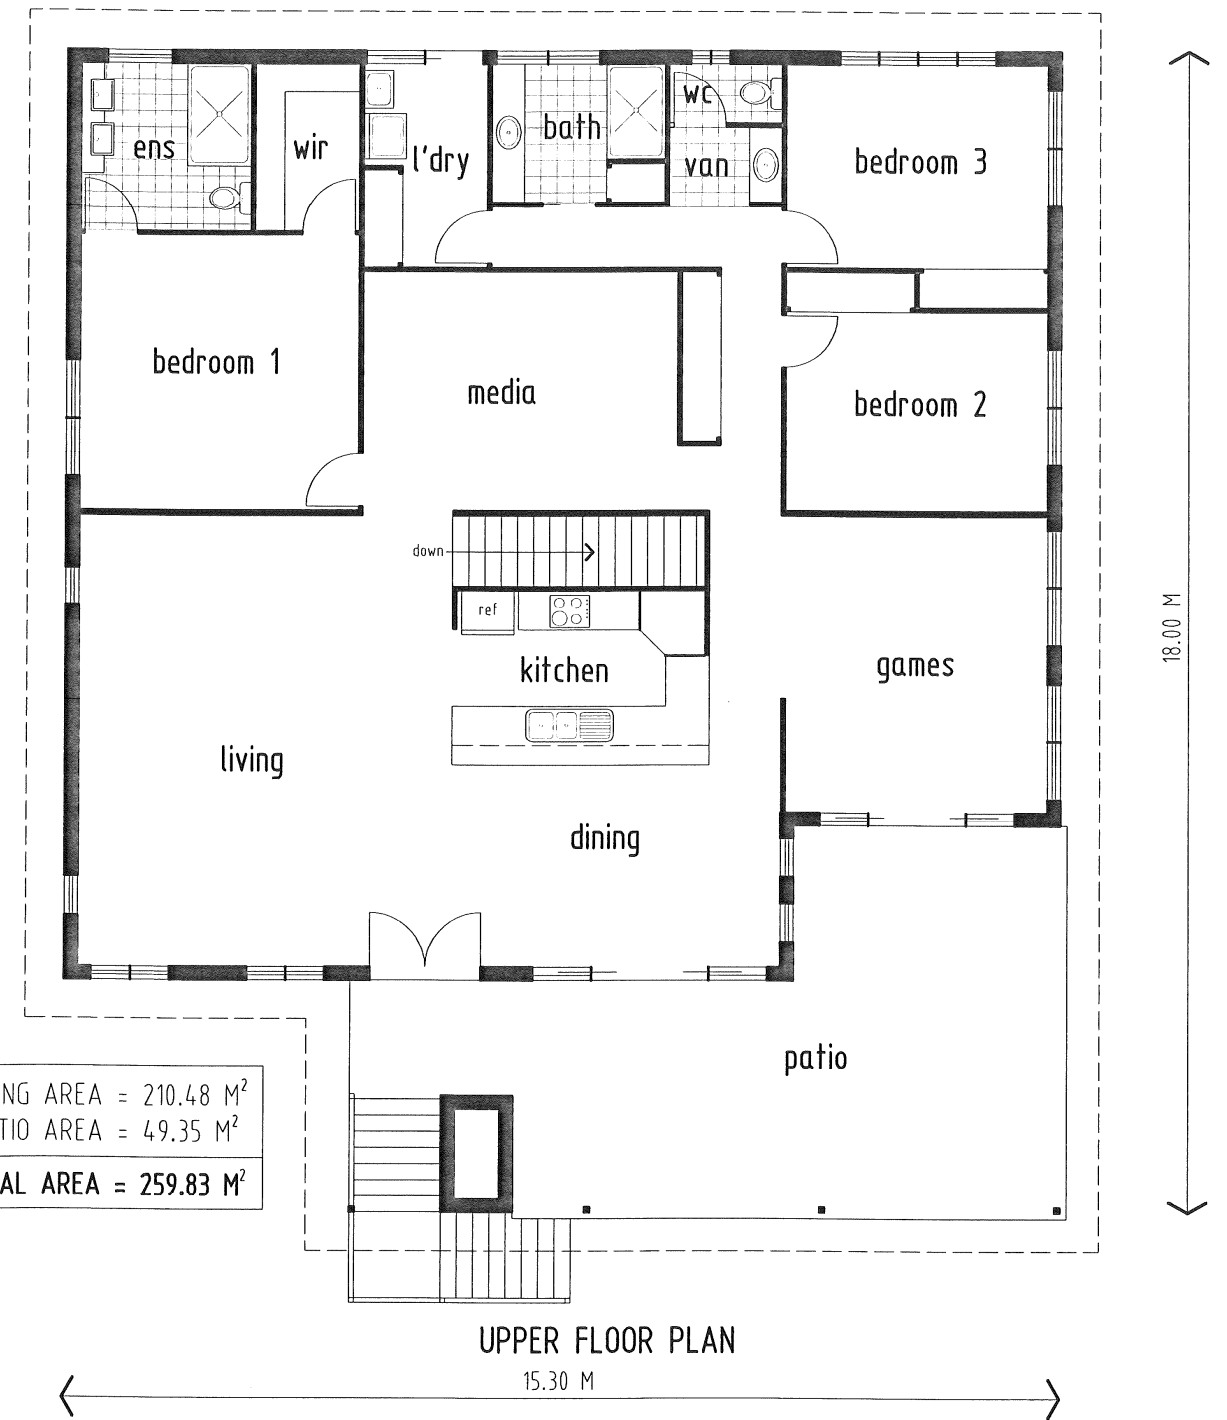 ens
wir
l'dry
bath
wc
van
bedroom 3
bedroom 1
media
bedroom 2
down
ref
kitchen
games
living
dining
18.00 M
patio
NG AREA = 210.48 M²
TIO AREA = 49.35 M²
AL AREA = 259.83 M²
UPPER FLOOR PLAN
15.30 M